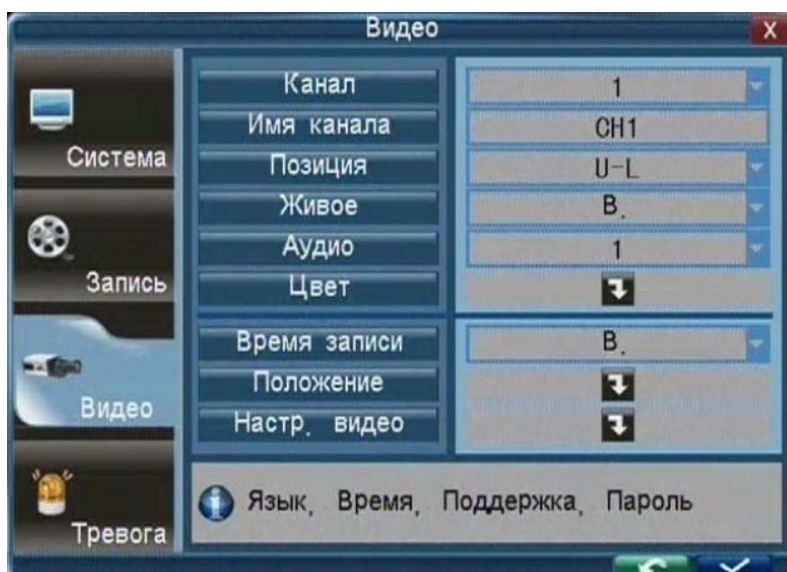 Видео X
Система
Запись
Видео
Тревога
Канал 1
Имя канала CH1
Позиция U-L
Живое В.
Аудио 1
Цвет
Время записи В.
Положение
Настр. видео
Язык, Время, Поддержка, Пароль